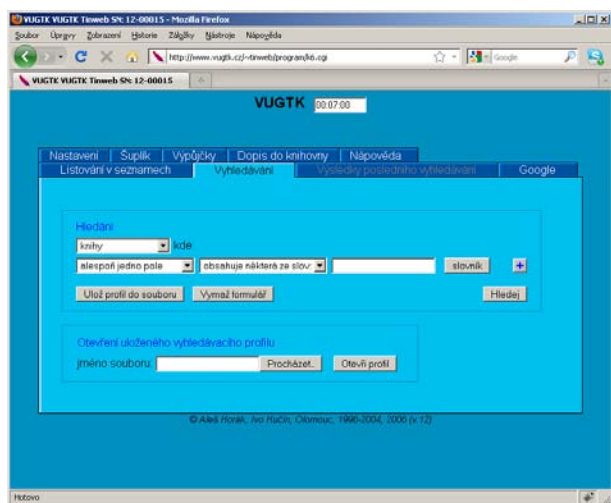 VUGTK VUGTK Tinweb SN: 12-00015 - Mozilla Firefox
Soubor Úpravy Zobrazení Historie Záložky Nástroje Nápověda
http://www.vugtk.cz/~tinweb/program/k6.cgi
Google
VUGTK VUGTK Tinweb SN: 12-00015
VUGTK 00:07:00
Nastavení Šuplík Výpůjčky Dopis do knihovny Nápověda
Listování v seznamech Vyhledávání Výsledky posledního vyhledávání Google
Hledání
knihy kde
alespoň jedno pole obsahuje některá ze slov: slovník +
Ulož profil do souboru Vymaž formulář Hledej
Otevření uloženého vyhledávacího profilu
jméno souboru: Procházet... Otevři profil
© Aleš Horák, Ivo Hučín, Olomouc, 1996-2004, 2006 (v.12)
Hotovo